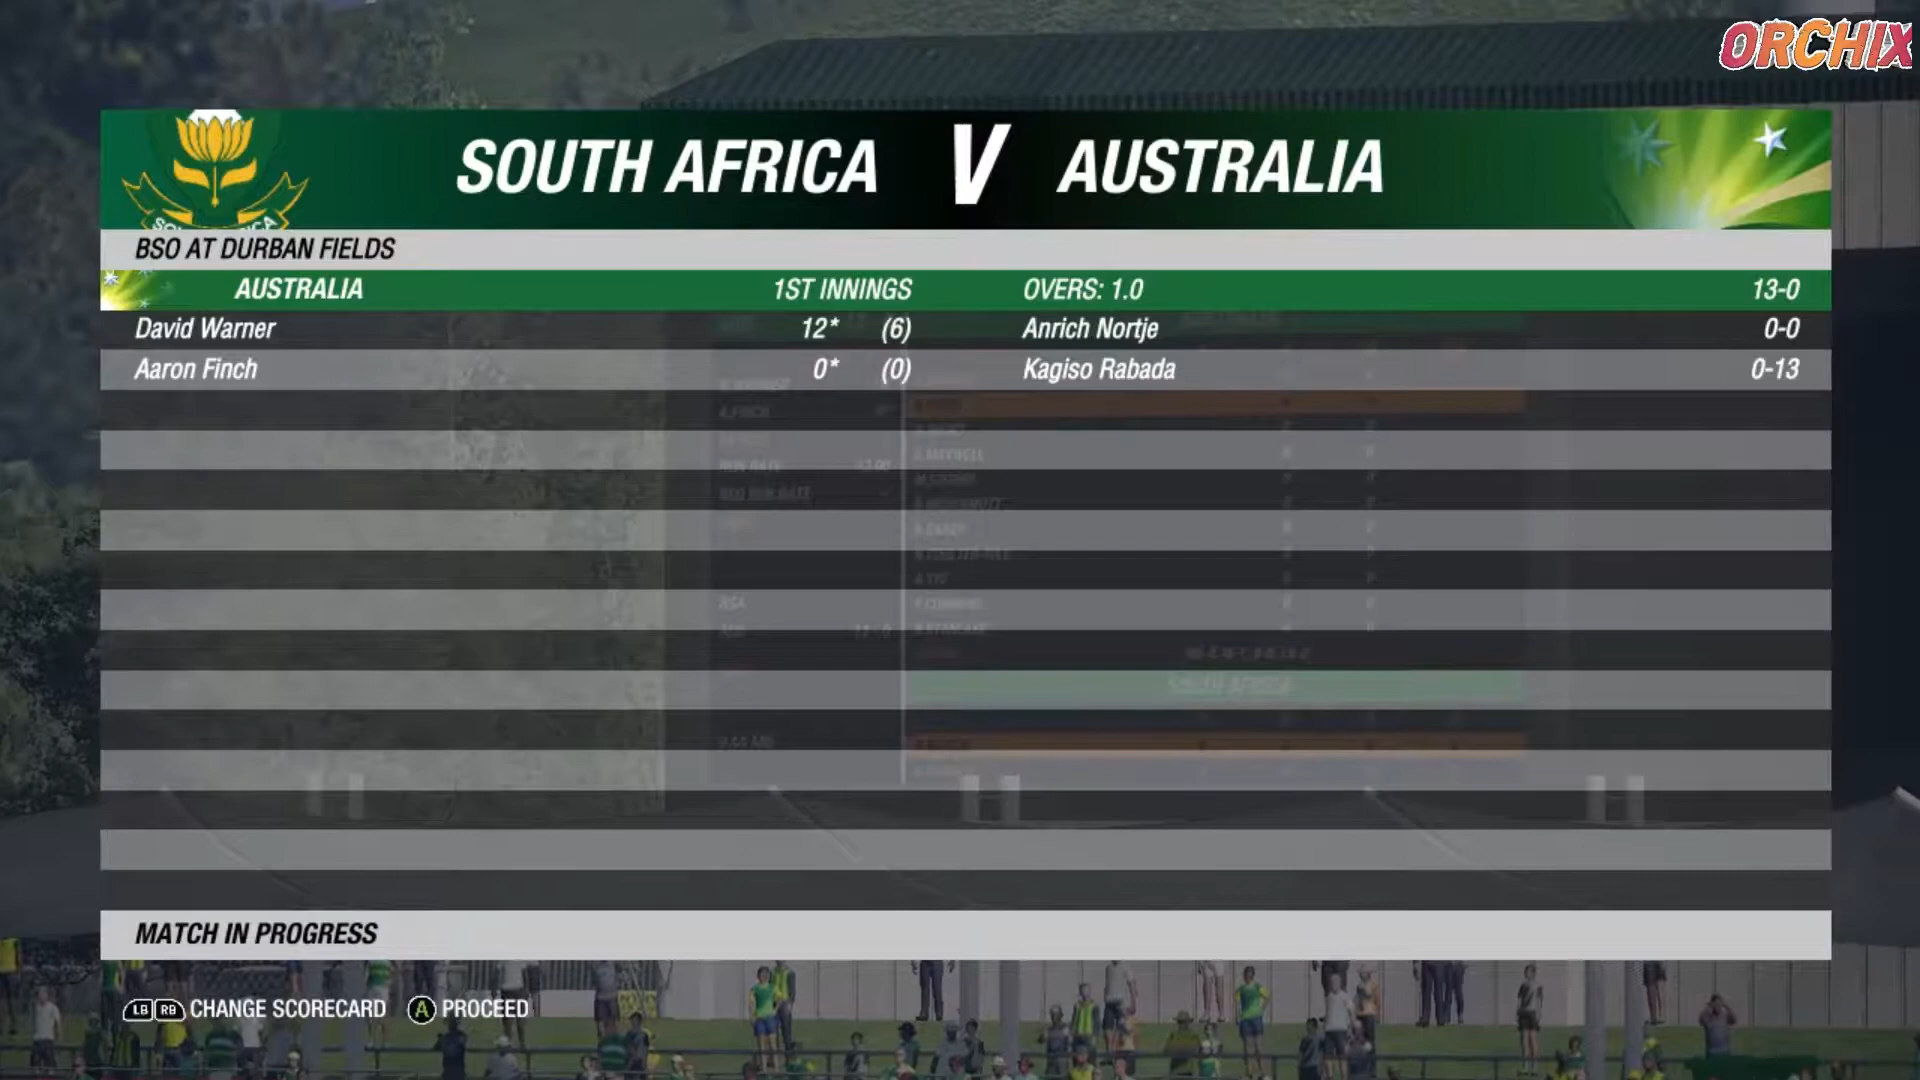 ORCHIX
SOUTH AFRICA V AUSTRALIA
BSO AT DURBAN FIELDS
AUSTRALIA 1ST INNINGS OVERS: 1.0 13-0
David Warner 12* (6) Anrich Nortje 0-0
Aaron Finch 0* (0) Kagiso Rabada 0-13
MATCH IN PROGRESS
LB RB CHANGE SCORECARD A PROCEED